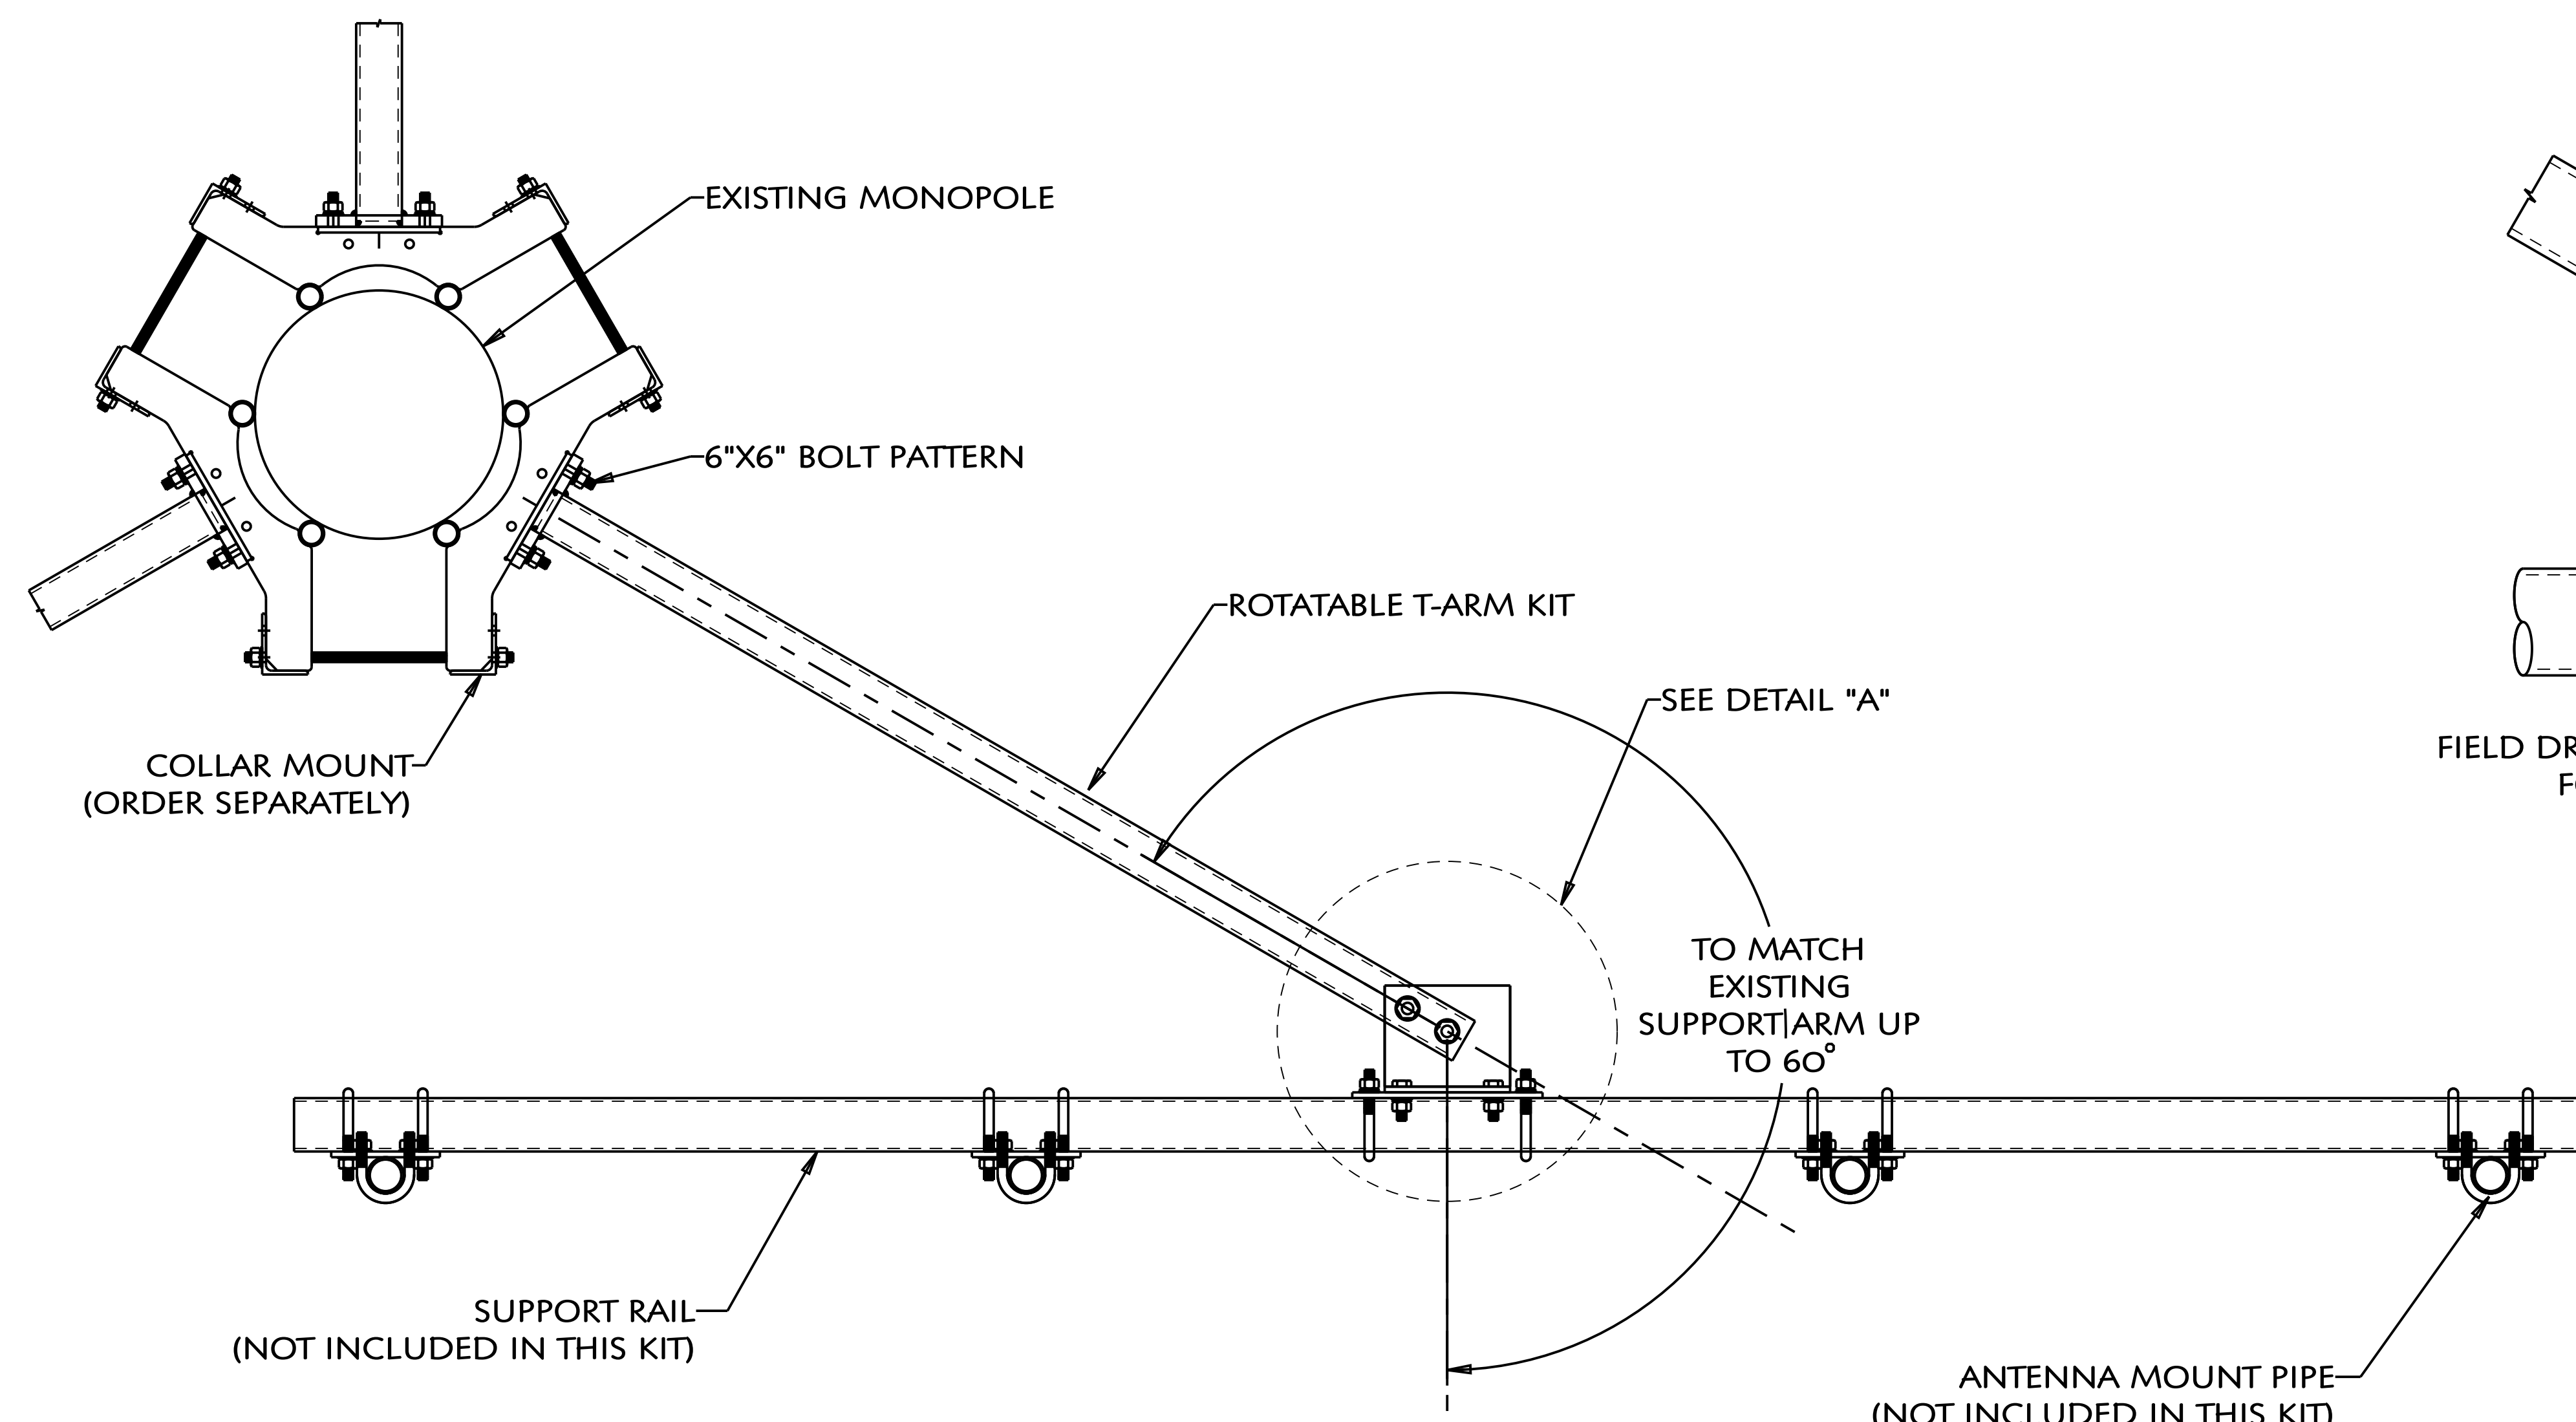 EXISTING MONOPOLE
6"X6" BOLT PATTERN
ROTATABLE T-ARM KIT
SEE DETAIL "A"
COLLAR MOUNT
(ORDER SEPARATELY)
FIELD
TO MATCH
EXISTING
SUPPORT ARM UP
TO 60°
SUPPORT RAIL
(NOT INCLUDED IN THIS KIT)
ANTENNA MOUNT PIPE
(NOT INCLUDED IN THIS KIT)